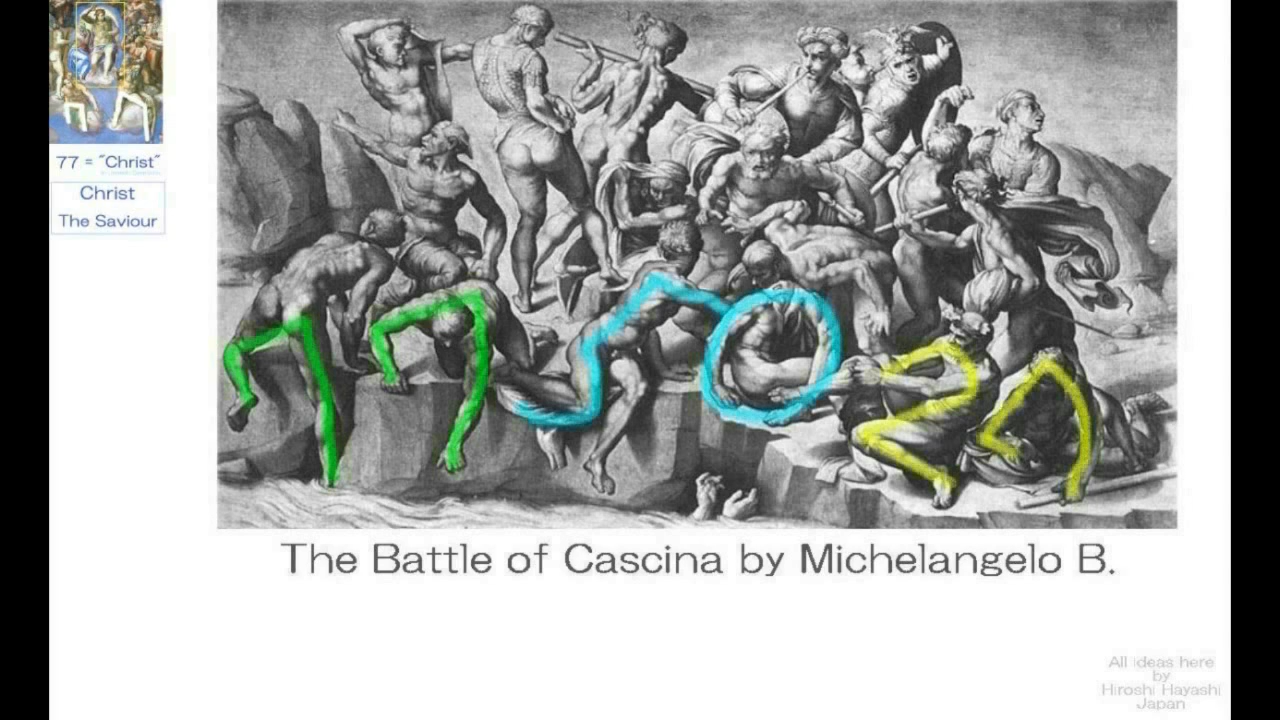 77 = "Christ"
Christ
The Saviour
The Battle of Cascina by Michelangelo B.
All ideas here
by
Hiroshi Hayashi
Japan